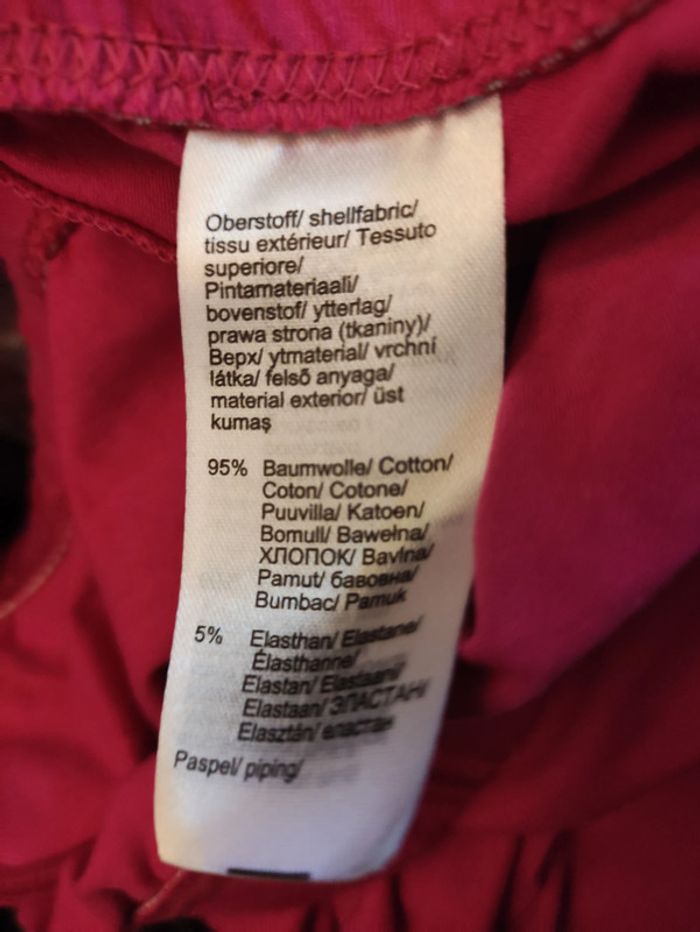 Oberstoff/ shellfabric/
tissu extérieur/ Tessuto
superiore/
Pintamateriaali/
bovenstof/ ytterlag/
prawa strona (tkaniny)/
Верх/ ytmaterial/ vrchní
látka/ felső anyaga/
material exterior/ üst
kumaş
95% Baumwolle/ Cotton/
Coton/ Cotone/
Puuvilla/ Katoen/
Bomull/ Bawełna/
ХЛОПОК/ Bavlna/
Pamut/ бавовна/
Bumbac/ Pamuk
5% Elasthan/ Elastane/
Élasthanne/
Elastan/ Elastaani/
Elastaan/ ЭЛАСТАН/
Elasztán/ еластан
Paspel/ piping/